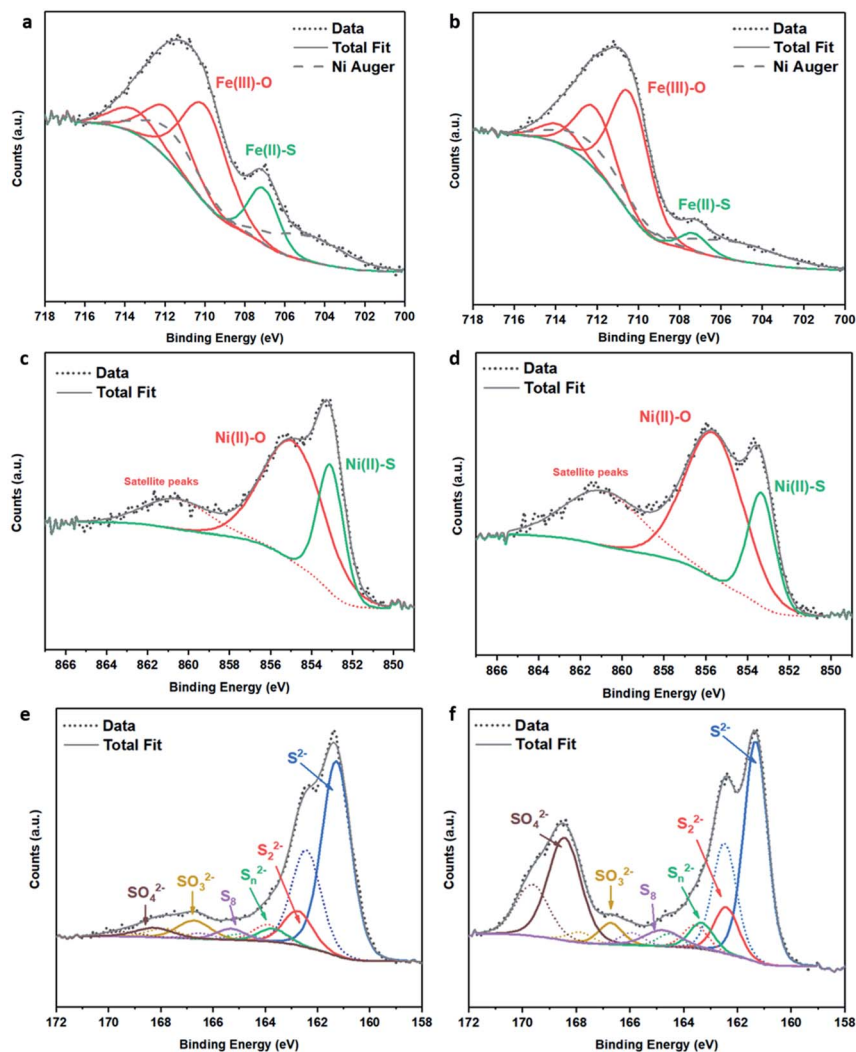 a
Data
Total Fit
Ni Auger
Fe(III)-O
Fe(II)-S
Counts (a.u.)
718 716 714 712 710 708 706 704 702 700
Binding Energy (eV)
b
Data
Total Fit
Ni Auger
Fe(III)-O
Fe(II)-S
Counts (a.u.)
718 716 714 712 710 708 706 704 702 700
Binding Energy (eV)
c
Data
Total Fit
Ni(II)-O
Ni(II)-S
Satellite peaks
Counts (a.u.)
866 864 862 860 858 856 854 852 850
Binding Energy (eV)
d
Data
Total Fit
Ni(II)-O
Ni(II)-S
Satellite peaks
Counts (a.u.)
866 864 862 860 858 856 854 852 850
Binding Energy (eV)
e
Data
Total Fit
S²⁻
S₂²⁻
Sₙ²⁻
S₈
SO₃²⁻
SO₄²⁻
Counts (a.u.)
172 170 168 166 164 162 160 158
Binding Energy (eV)
f
Data
Total Fit
S²⁻
SO₄²⁻
S₂²⁻
Sₙ²⁻
SO₃²⁻
S₈
Counts (a.u.)
172 170 168 166 164 162 160 158
Binding Energy (eV)